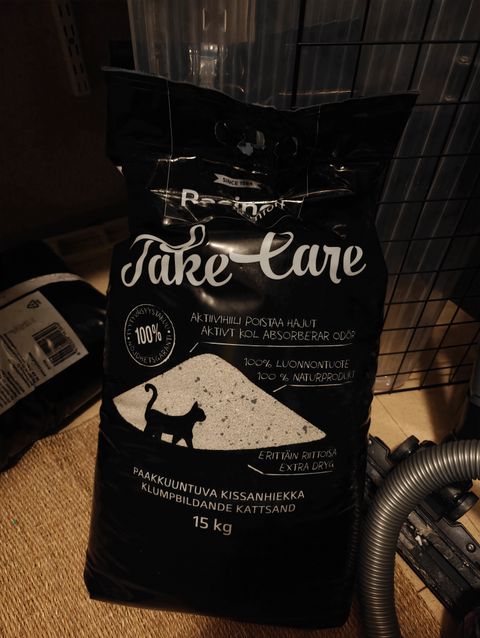 SINCE 1984
Take Care
100%
AKTIIVIHIILI POISTAA HAJUT
AKTIVT KOL ABSORBERAR ODÖR
100% LUONNONTUOTE
100 % NATURPRODUKT
ERITTÄIN RIITTOISA
EXTRA DRYG
PAAKKUUNTUVA KISSANHIEKKA
KLUMPBILDANDE KATTSAND
15 kg